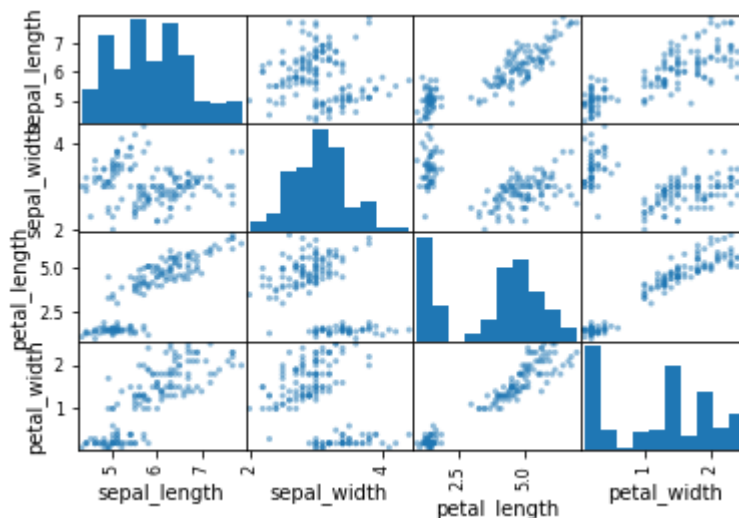 sepal_length
7
6
5
sepal_width
4
2
petal_length
5.0
2.5
petal_width
2
1
5 6 7 2 4 2.5 5.0 1 2
sepal_length sepal_width petal_length petal_width